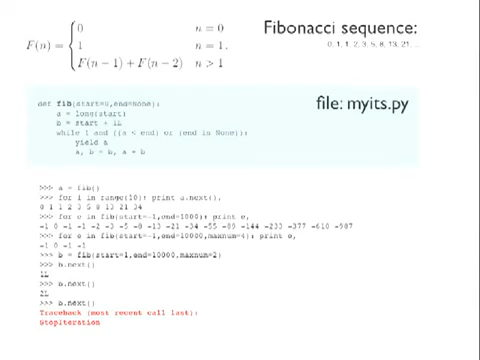 Fibonacci sequence:
0, 1, 1, 2, 3, 5, 8, 13, 21, ...
F(n) = { 0 n = 0
1 n = 1 .
F(n − 1) + F(n − 2) n > 1
file: myits.py
def fib(start=0,end=None):
a = long(start)
b = start + 1L
while 1 and ((a < end) or (end is None)):
yield a
a, b = b, a + b
>>> a = fib()
>>> for i in range(10): print a.next(),
0 1 1 2 3 5 8 13 21 34
>>> for e in fib(start=-1,end=1000): print e,
-1 0 -1 -1 -2 -3 -5 -8 -13 -21 -34 -55 -89 -144 -233 -377 -610 -987
>>> for e in fib(start=-1,end=10000,maxnum=4): print e,
-1 0 -1 -1
>>> b = fib(start=1,end=10000,maxnum=2)
>>> b.next()
1L
>>> b.next()
2L
>>> b.next()
Traceback (most recent call last):
StopIteration